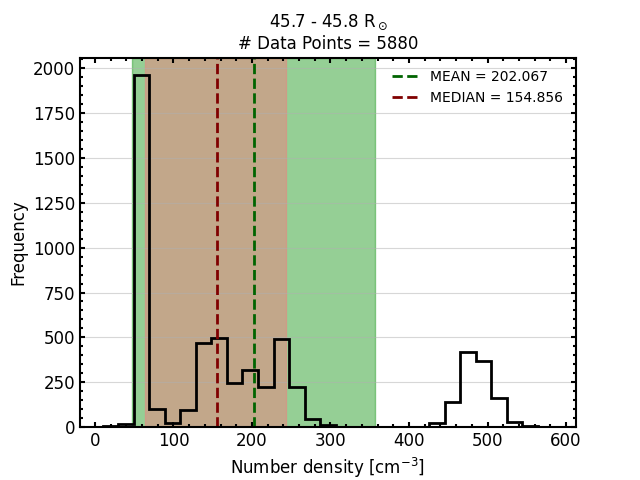 45.7 - 45.8 R⊙
# Data Points = 5880
MEAN = 202.067
MEDIAN = 154.856
Frequency
2000
1750
1500
1250
1000
750
500
250
0
0 100 200 300 400 500 600
Number density [cm⁻³]